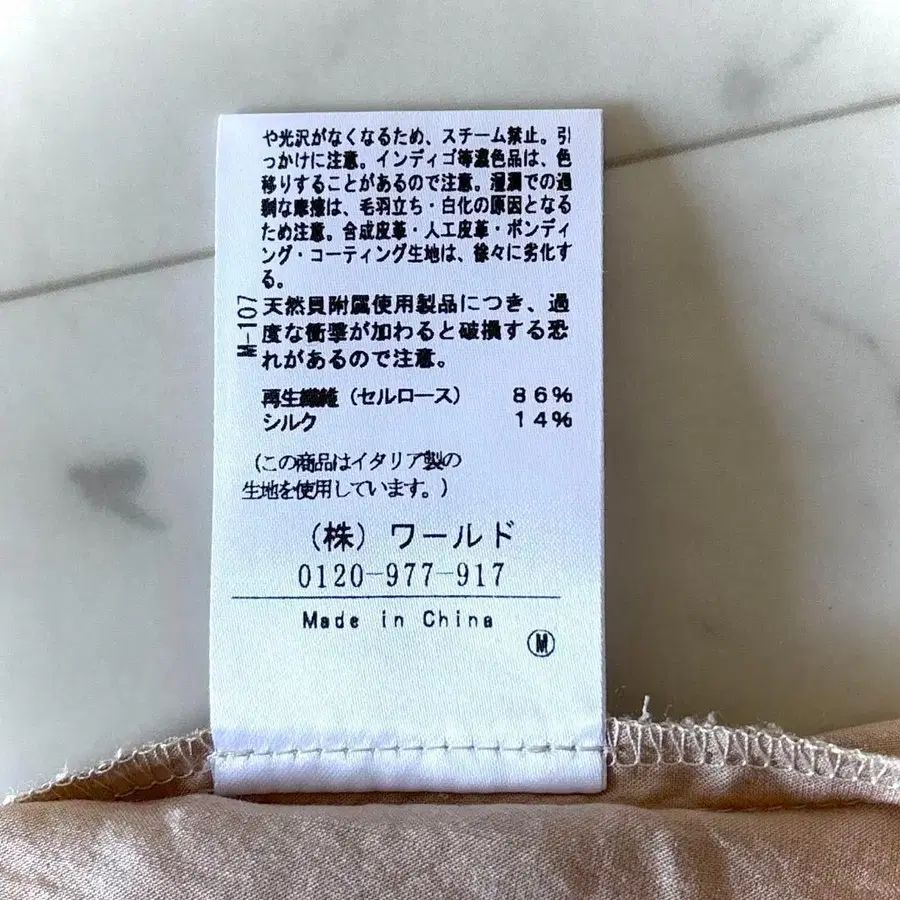 や光沢がなくなるため、スチーム禁止。引
っかけに注意。インディゴ等濃色品は、色
移りすることがあるので注意。湿潤での過
剰な摩擦は、毛羽立ち・白化の原因となる
ため注意。合成皮革・人工皮革・ボンディ
ング・コーティング生地は、徐々に劣化す
る。
M-107
天然貝附属使用製品につき、過
度な衝撃が加わると破損する恐
れがあるので注意。
再生繊維（セルロース） 86%
シルク 14%
（この商品はイタリア製の
生地を使用しています。）
（株）ワールド
0120-977-917
Made in China
Ⓜ